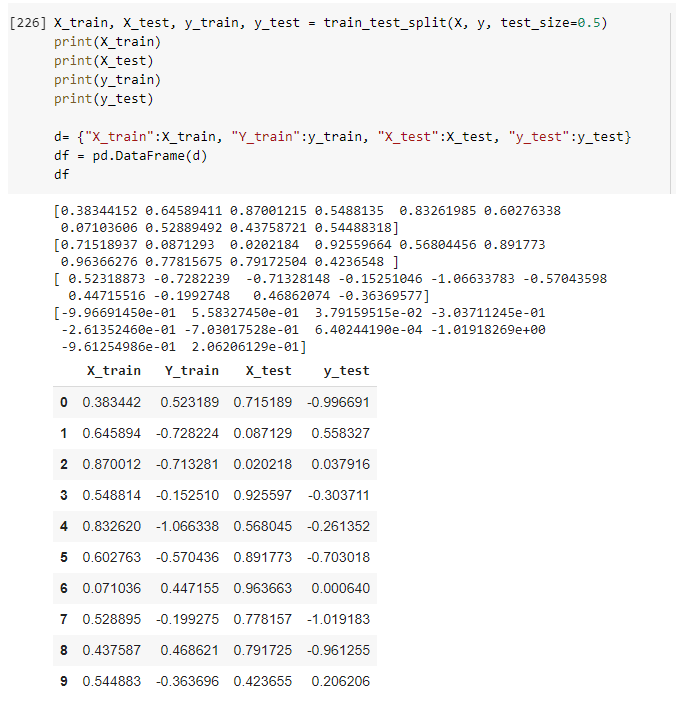 [226] X_train, X_test, y_train, y_test = train_test_split(X, y, test_size=0.5)
print(X_train)
print(X_test)
print(y_train)
print(y_test)
d= {"X_train":X_train, "Y_train":y_train, "X_test":X_test, "y_test":y_test}
df = pd.DataFrame(d)
df
[0.38344152 0.64589411 0.87001215 0.5488135  0.83261985 0.60276338
 0.07103606 0.52889492 0.43758721 0.54488318]
[0.71518937 0.0871293  0.0202184  0.92559664 0.56804456 0.891773
 0.96366276 0.77815675 0.79172504 0.4236548 ]
[ 0.52318873 -0.7282239  -0.71328148 -0.15251046 -1.06633783 -0.57043598
  0.44715516 -0.1992748   0.46862074 -0.36369577]
[-9.96691450e-01  5.58327450e-01  3.79159515e-02 -3.03711245e-01
 -2.61352460e-01 -7.03017528e-01  6.40244190e-04 -1.01918269e+00
 -9.61254986e-01  2.06206129e-01]
X_train Y_train X_test y_test
0 0.383442 0.523189 0.715189 -0.996691
1 0.645894 -0.728224 0.087129 0.558327
2 0.870012 -0.713281 0.020218 0.037916
3 0.548814 -0.152510 0.925597 -0.303711
4 0.832620 -1.066338 0.568045 -0.261352
5 0.602763 -0.570436 0.891773 -0.703018
6 0.071036 0.447155 0.963663 0.000640
7 0.528895 -0.199275 0.778157 -1.019183
8 0.437587 0.468621 0.791725 -0.961255
9 0.544883 -0.363696 0.423655 0.206206